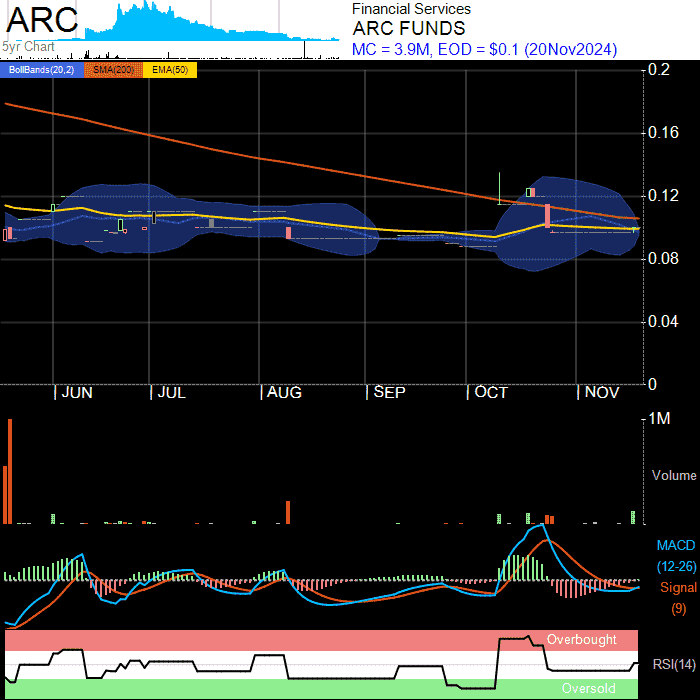 ARC
5yr Chart
Financial Services
ARC FUNDS
MC = 3.9M, EOD = $0.1 (20Nov2024)
BollBands(20,2) SMA(200) EMA(50)
0.2
0.16
0.12
0.08
0.04
0
JUN JUL AUG SEP OCT NOV
1M
Volume
MACD
(12-26)
Signal
(9)
Overbought
RSI(14)
Oversold